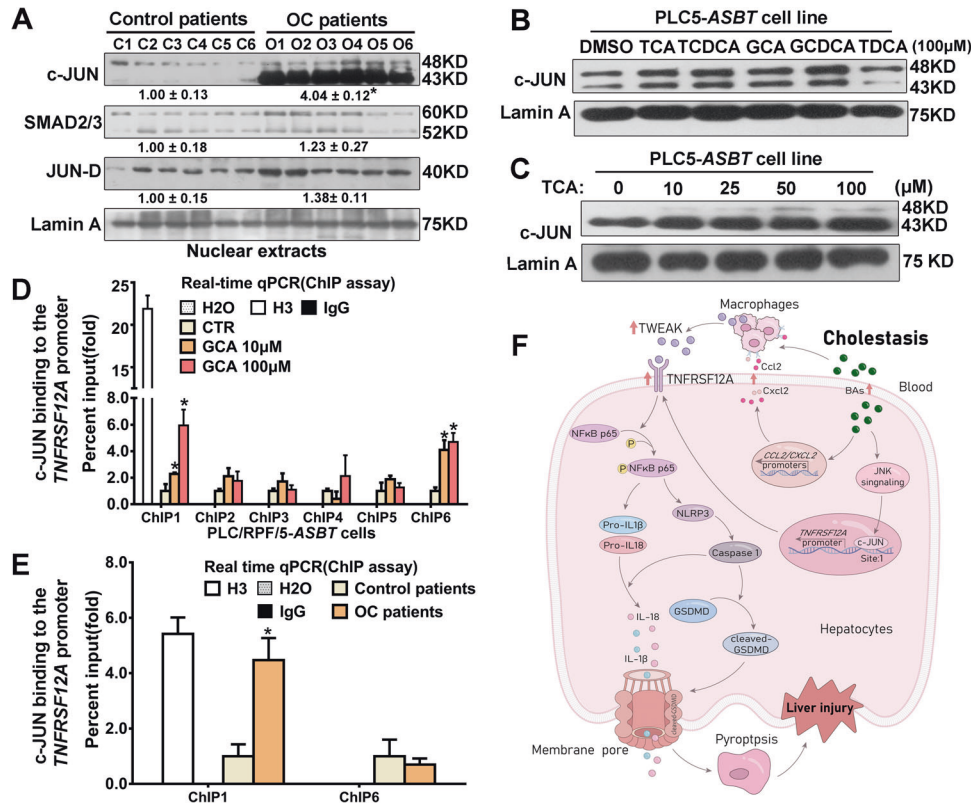 A
Control patients
OC patients
C1 C2 C3 C4 C5 C6 O1 O2 O3 O4 O5 O6
c-JUN
48KD
43KD
1.00 ± 0.13
4.04 ± 0.12*
SMAD2/3
60KD
52KD
1.00 ± 0.18
1.23 ± 0.27
JUN-D
40KD
1.00 ± 0.15
1.38± 0.11
Lamin A
75KD
Nuclear extracts
B
PLC5-ASBT cell line
DMSO TCA TCDCA GCA GCDCA TDCA (100μM)
c-JUN
48KD
43KD
Lamin A
75KD
C
PLC5-ASBT cell line
TCA: 0 10 25 50 100 (μM)
c-JUN
48KD
43KD
Lamin A
75 KD
D
Real-time qPCR(ChIP assay)
H2O H3 IgG
CTR
GCA 10μM
GCA 100μM
c-JUN binding to the
TNFRSF12A promoter
Percent input(fold)
25
20
15
10
8.0
6.0
4.0
2.0
0
* * * *
ChIP1 ChIP2 ChIP3 ChIP4 ChIP5 ChIP6
PLC/RPF/5-ASBT cells
E
Real time qPCR(ChIP assay)
H3 H2O Control patients
IgG OC patients
c-JUN binding to the
TNFRSF12A promoter
Percent input(fold)
8.0
6.0
4.0
2.0
0
*
ChIP1 ChIP6
F
Macrophages
TWEAK
Cholestasis
Ccl2
TNFRSF12A
Cxcl2
BAs
Blood
NFκB p65
P
P NFκB p65
CCL2/CXCL2
promoters
JNK
singnaling
NLRP3
Pro-IL1β
Pro-IL18
TNFRSF12A
promoter
c-JUN
Site:1
Caspase 1
GSDMD
IL-18
cleaved-
GSDMD
Hepatocytes
IL-1β
cleaved-GSDMD
Liver injury
Membrane pore
Pyroptpsis